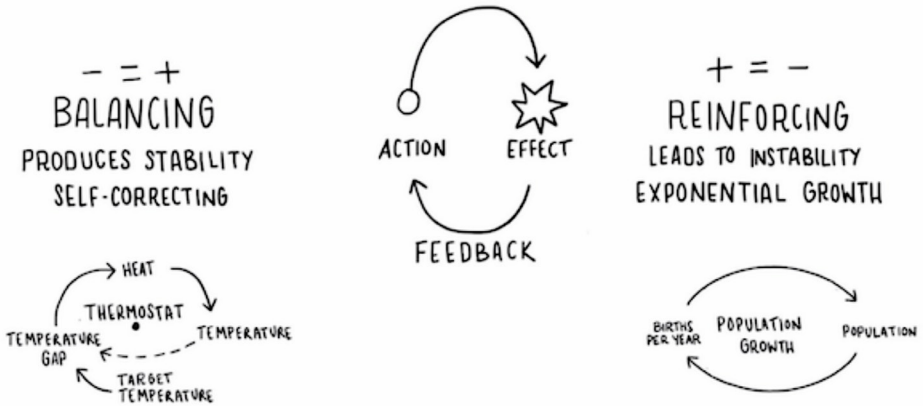 - = +
BALANCING
PRODUCES STABILITY
SELF-CORRECTING
ACTION
EFFECT
FEEDBACK
+ = -
REINFORCING
LEADS TO INSTABILITY
EXPONENTIAL GROWTH
HEAT
THERMOSTAT
TEMPERATURE
GAP
TEMPERATURE
TARGET
TEMPERATURE
BIRTHS
PER YEAR
POPULATION
GROWTH
POPULATION